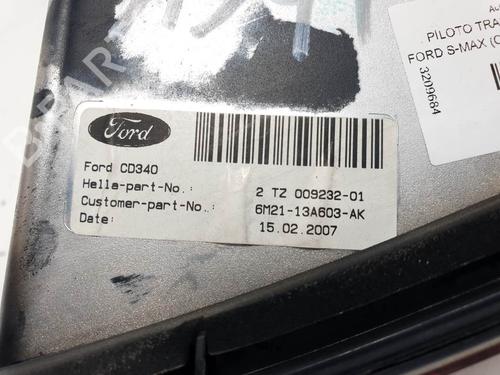 PILOTO TRA
FORD S-MAX (
3209684
Ford
Ford CD340
Hella-part-No.: 2 TZ 009232-01
Customer-part-No.: 6M21-13A603-AK
Date: 15.02.2007